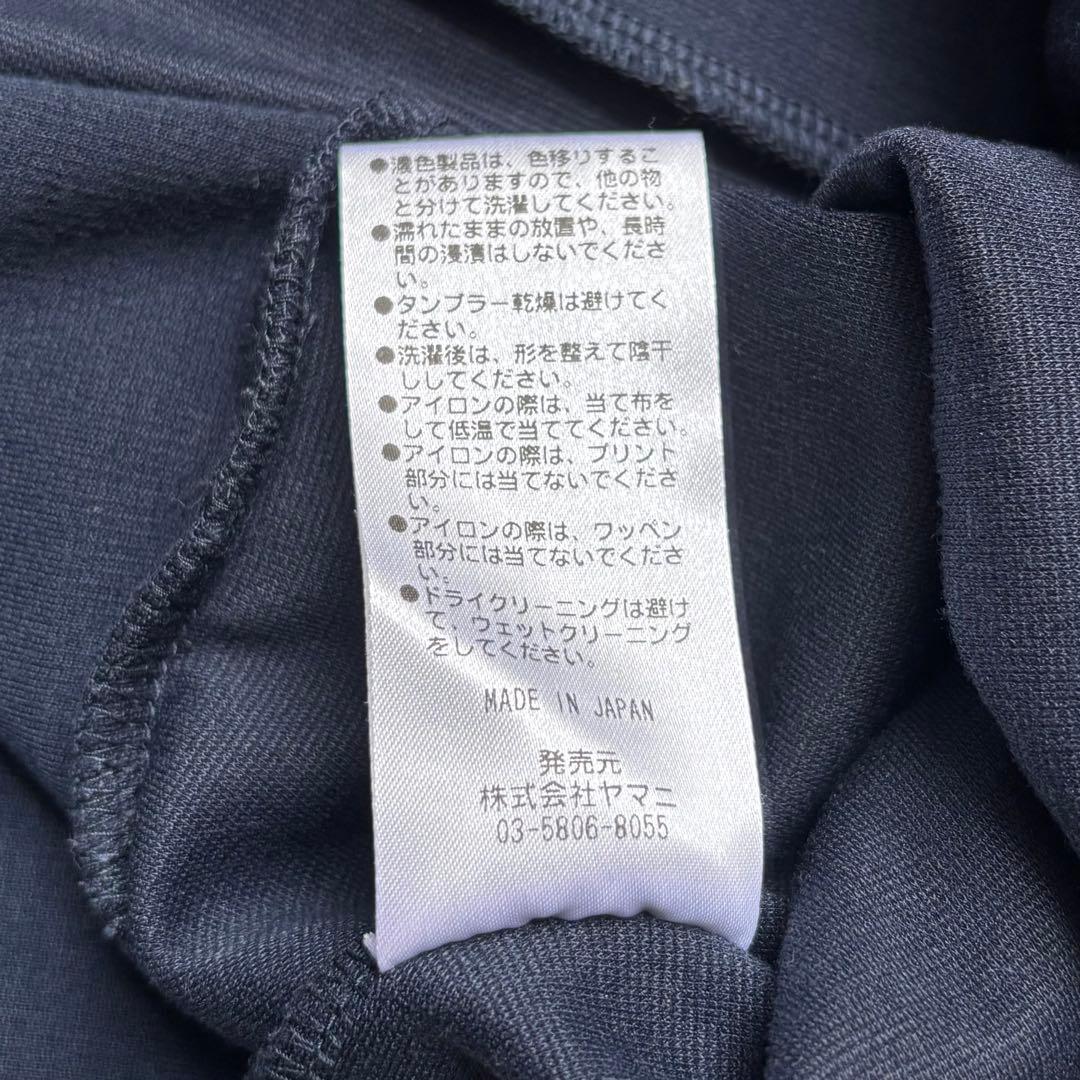 ●濃色製品は、色移りするこ
とがありますので、他の物
と分けて洗濯してください。
●濡れたままの放置や、長時
間の浸漬はしないでくださ
い。
●タンブラー乾燥は避けてく
ださい。
●洗濯後は、形を整えて陰干
ししてください。
●アイロンの際は、当て布を
して低温で当ててください。
●アイロンの際は、プリント
部分には当てないでくださ
い。
●アイロンの際は、ワッペン
部分には当てないでくださ
い。
●ドライクリーニングは避け
て、ウェットクリーニング
をしてください。
MADE IN JAPAN
発売元
株式会社ヤマニ
03-5806-8055